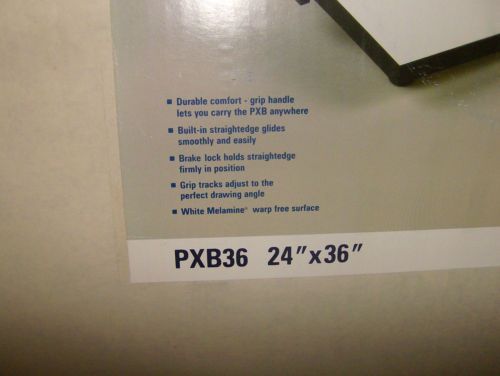 ■ Durable comfort - grip handle
lets you carry the PXB anywhere
■ Built-in straightedge glides
smoothly and easily
■ Brake lock holds straightedge
firmly in position
■ Grip tracks adjust to the
perfect drawing angle
■ White Melamine® warp free surface
PXB36 24"x36"